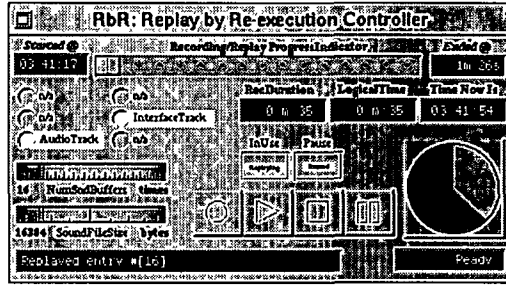 RbR: Replay by Re-execution Controller
Started @ Recording/Replay ProgressIndicator Ended @
03 41:17 1m 26s
n/a n/a RecDuration LogicalTime Time Now Is
n/a InterfaceTrack 0 m 35 0 m 35 03 41:54
AudioTrack n/a InUse Pause
16 NumSndBuffers times
16384 SoundFileSize bytes
Replayed entry #[16] Ready